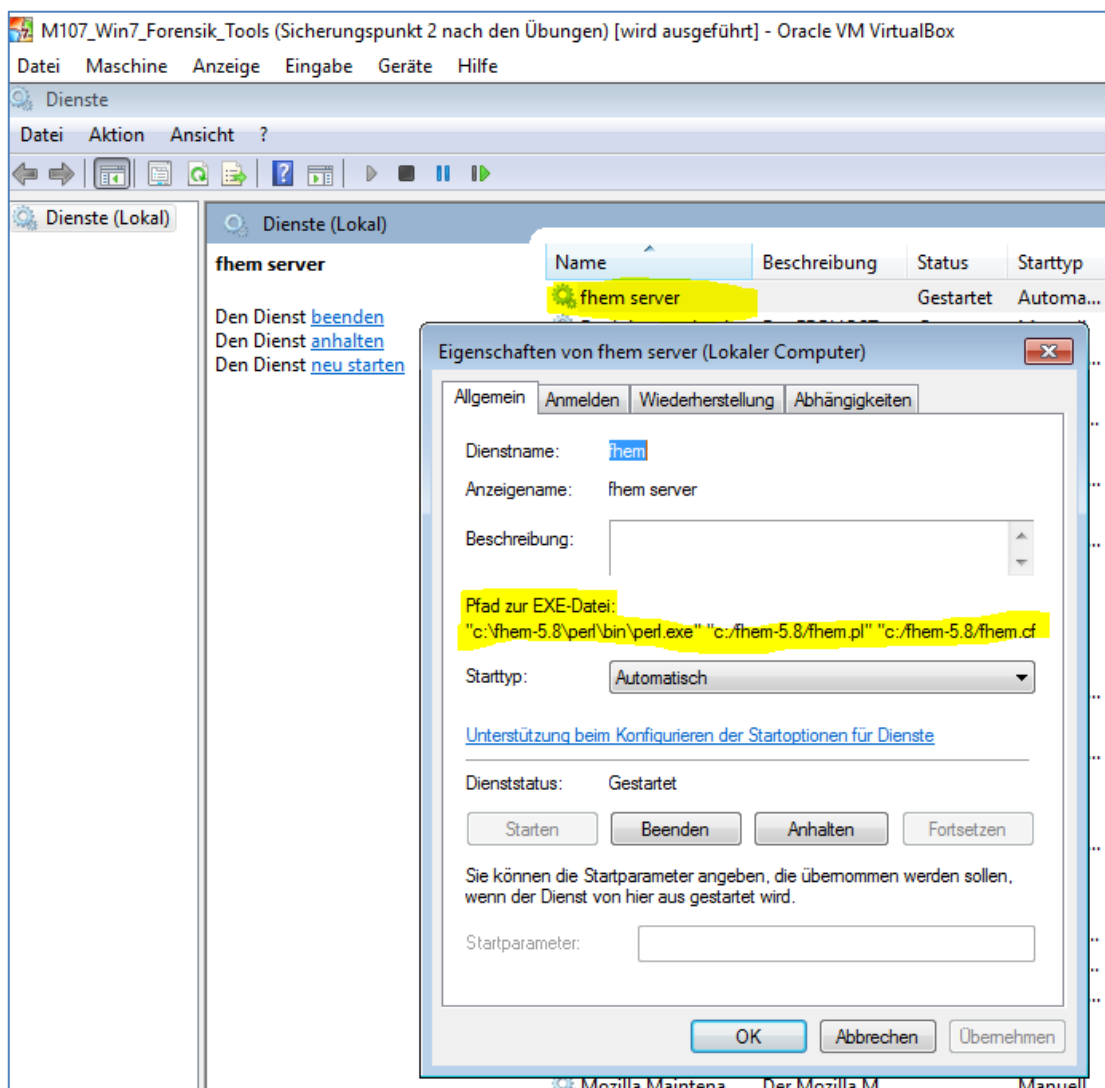 M107_Win7_Forensik_Tools (Sicherungspunkt 2 nach den Übungen) [wird ausgeführt] - Oracle VM VirtualBox
Datei Maschine Anzeige Eingabe Geräte Hilfe
Dienste
Datei Aktion Ansicht ?
Dienste (Lokal)
Dienste (Lokal)
fhem server
Den Dienst beenden
Den Dienst anhalten
Den Dienst neu starten
Name Beschreibung Status Starttyp
fhem server Gestartet Automa...
Eigenschaften von fhem server (Lokaler Computer)
Allgemein Anmelden Wiederherstellung Abhängigkeiten
Dienstname: fhem
Anzeigename: fhem server
Beschreibung:
Pfad zur EXE-Datei:
"c:\fhem-5.8\perl\bin\perl.exe" "c:/fhem-5.8/fhem.pl" "c:/fhem-5.8/fhem.cf
Starttyp: Automatisch
Unterstützung beim Konfigurieren der Startoptionen für Dienste
Dienststatus: Gestartet
Starten Beenden Anhalten Fortsetzen
Sie können die Startparameter angeben, die übernommen werden sollen,
wenn der Dienst von hier aus gestartet wird.
Startparameter:
OK Abbrechen Übernehmen
Mozilla Maintena... Der Mozilla M... Manuell